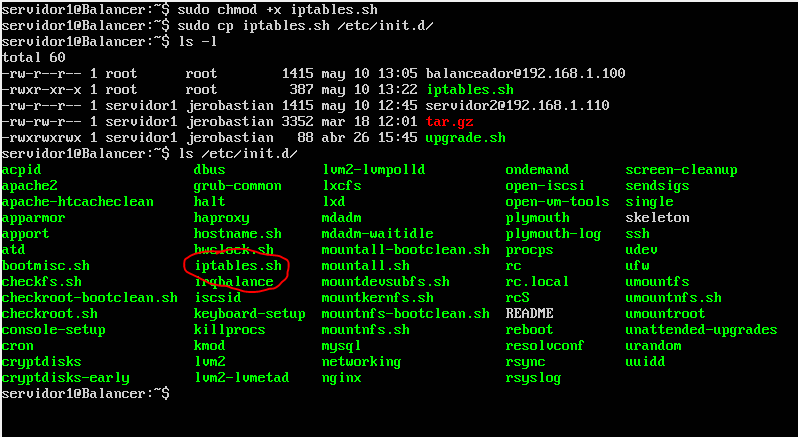 servidor1@Balancer:~$ sudo chmod +x iptables.sh
servidor1@Balancer:~$ sudo cp iptables.sh /etc/init.d/
servidor1@Balancer:~$ ls -l
total 60
-rw-r--r-- 1 root      root       1415 may 10 13:05 balanceador@192.168.1.100
-rwxr-xr-x 1 root      root        387 may 10 13:22 iptables.sh
-rw-r--r-- 1 servidor1 jerobastian 1415 may 10 12:45 servidor2@192.168.1.110
-rw-rw-r-- 1 servidor1 jerobastian 3352 mar 18 12:01 tar.gz
-rwxrwxrwx 1 servidor1 jerobastian   88 abr 26 15:45 upgrade.sh
servidor1@Balancer:~$ ls /etc/init.d/
acpid                  dbus            lvm2-lvmpolld          ondemand       screen-cleanup
apache2                grub-common     lxcfs                  open-iscsi     sendsigs
apache-htcacheclean    halt            lxd                    open-vm-tools  single
apparmor               haproxy         mdadm                  plymouth       skeleton
apport                 hostname.sh     mdadm-waitidle         plymouth-log   ssh
atd                    hwclock.sh      mountall-bootclean.sh  procps         udev
bootmisc.sh            iptables.sh     mountall.sh            rc             ufw
checkfs.sh             irqbalance      mountdevsubfs.sh       rc.local       umountfs
checkroot-bootclean.sh iscsid          mountkernfs.sh         rcS            umountnfs.sh
checkroot.sh           keyboard-setup  mountnfs-bootclean.sh  README         umountroot
console-setup          killprocs       mountnfs.sh            reboot         unattended-upgrades
cron                   kmod            mysql                  resolvconf     urandom
cryptdisks             lvm2            networking             rsync          uuidd
cryptdisks-early       lvm2-lvmetad    nginx                  rsyslog
servidor1@Balancer:~$